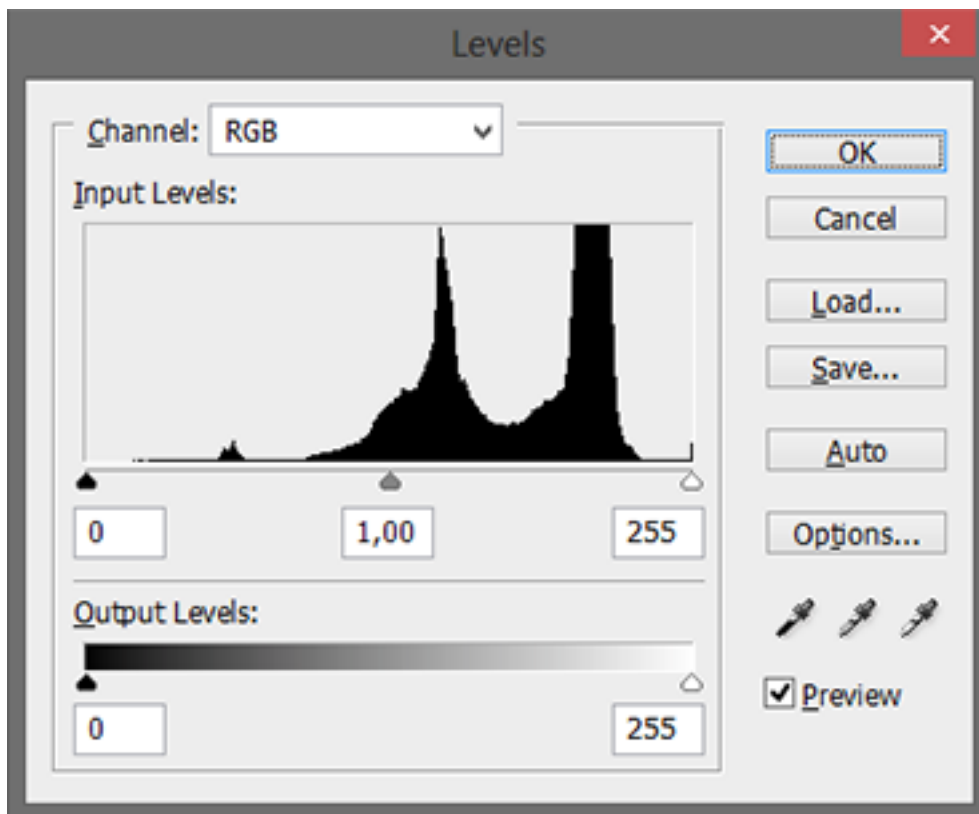 Levels
Channel: RGB
OK
Input Levels:
Cancel
Load...
Save...
Auto
0 1,00 255
Options...
Output Levels:
Preview
0 255